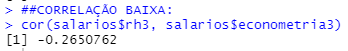 > ##CORRELAÇÃO BAIXA:
> cor(salarios$rh3, salarios$econometria3)
[1] -0.2650762